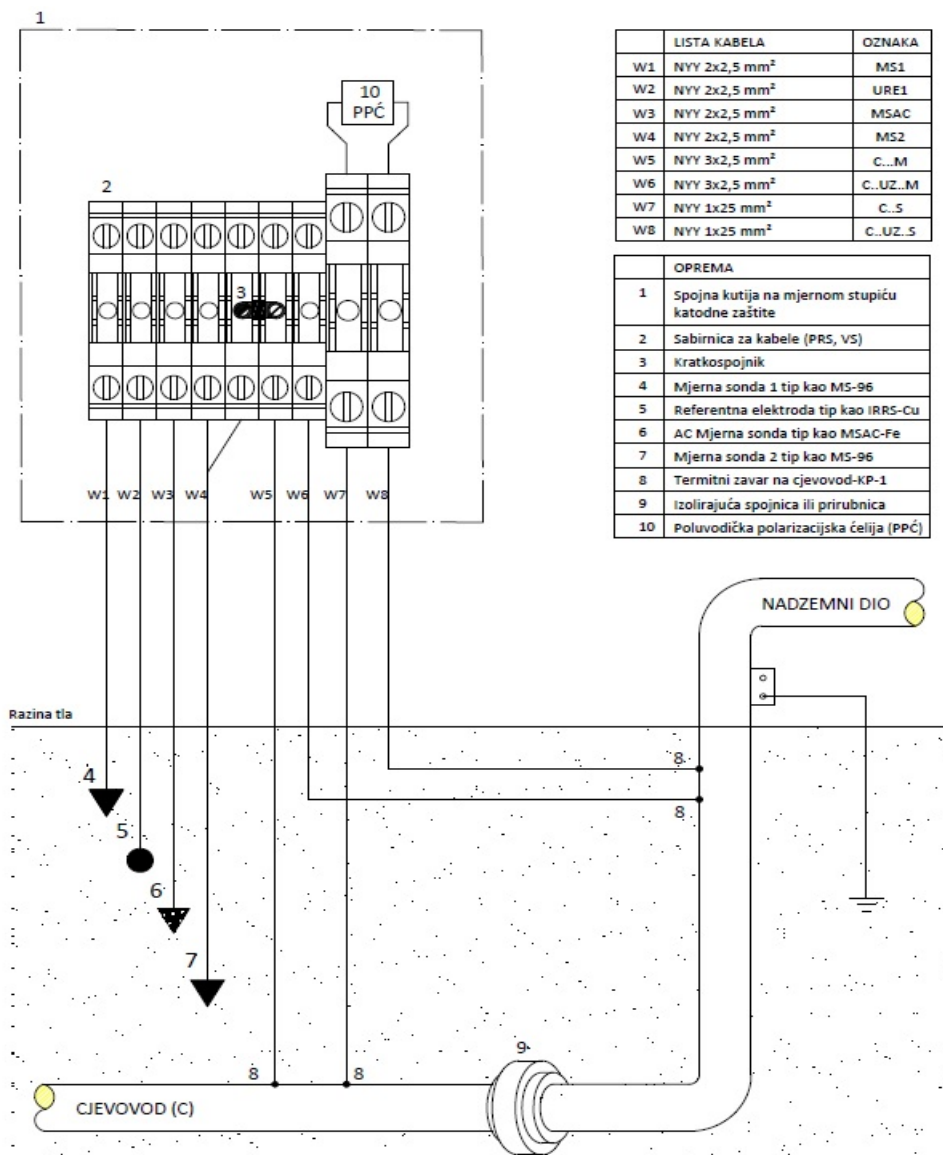 1
10
PPĆ
2
3
W1 W2 W3 W4 W5 W6 W7 W8
LISTA KABELA OZNAKA
W1 NYY 2x2,5 mm² MS1
W2 NYY 2x2,5 mm² URE1
W3 NYY 2x2,5 mm² MSAC
W4 NYY 2x2,5 mm² MS2
W5 NYY 3x2,5 mm² C...M
W6 NYY 3x2,5 mm² C..UZ..M
W7 NYY 1x25 mm² C..S
W8 NYY 1x25 mm² C..UZ..S
OPREMA
1 Spojna kutija na mjernom stupiću
katodne zaštite
2 Sabirnica za kabele (PRS, VS)
3 Kratkospojnik
4 Mjerna sonda 1 tip kao MS-96
5 Referentna elektroda tip kao IRRS-Cu
6 AC Mjerna sonda tip kao MSAC-Fe
7 Mjerna sonda 2 tip kao MS-96
8 Termitni zavar na cjevovod-KP-1
9 Izolirajuća spojnica ili prirubnica
10 Poluvodička polarizacijska ćelija (PPĆ)
NADZEMNI DIO
Razina tla
8
4
8
5
6
7
9
8 8
CJEVOVOD (C)